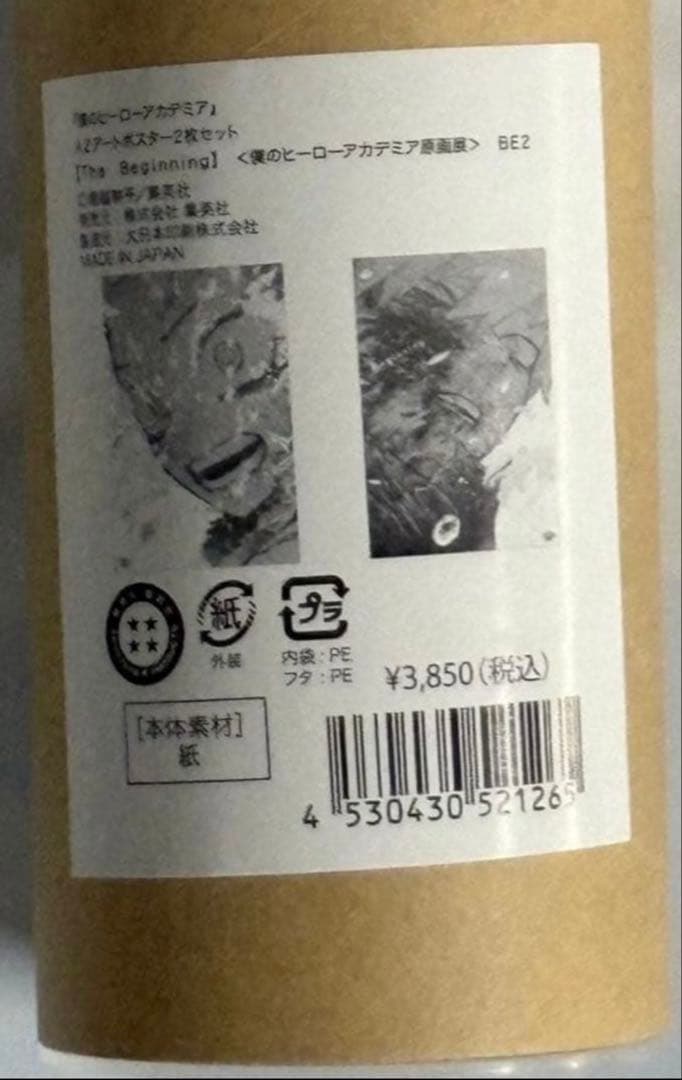 『僕のヒーローアカデミア』
A2アートポスター2枚セット
【The Beginning】 <僕のヒーローアカデミア原画展> BE2
©堀越耕平/集英社
発売元：株式会社 集英社
製造元：大日本印刷株式会社
MADE IN JAPAN
紙
外装
プラ
内袋：PE
フタ：PE
¥3,850(税込)
[本体素材]
紙
4 530430 521265